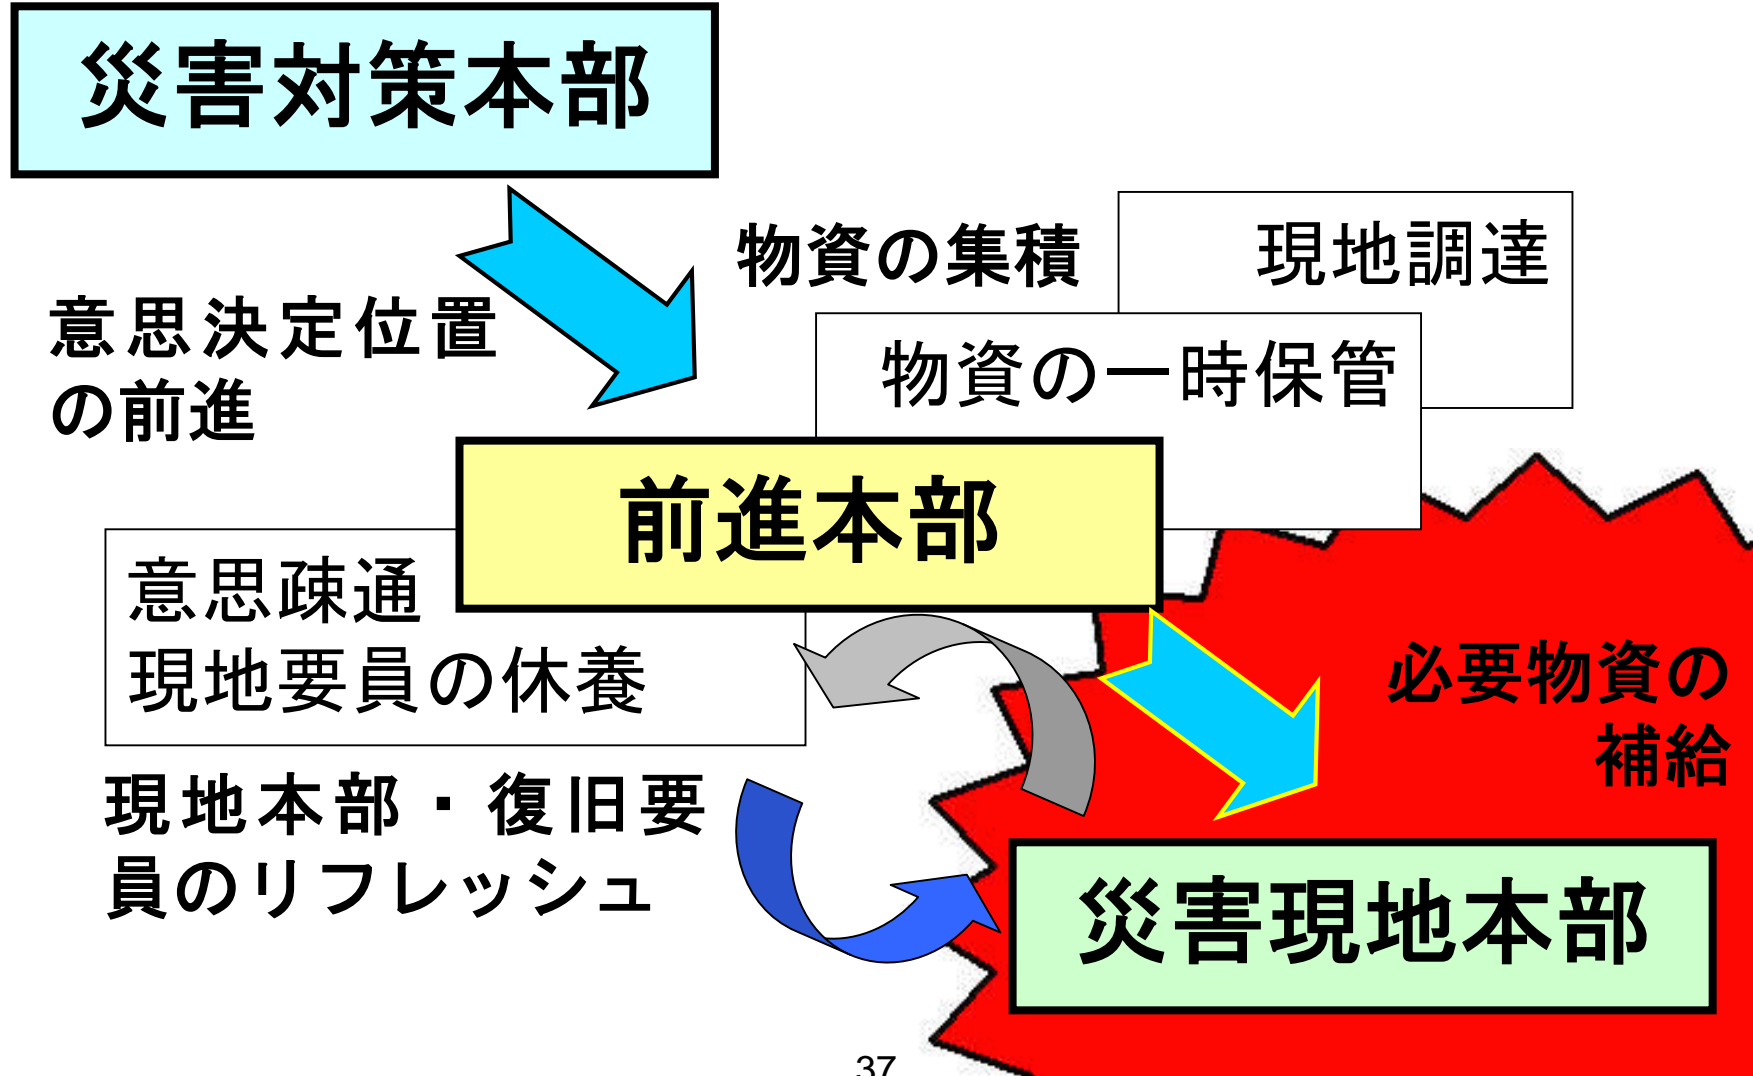 災害対策本部
物資の集積
現地調達
意思決定位置
の前進
物資の一時保管
前進本部
意思疎通
現地要員の休養
必要物資の
補給
現地本部・復旧要
員のリフレッシュ
災害現地本部
37